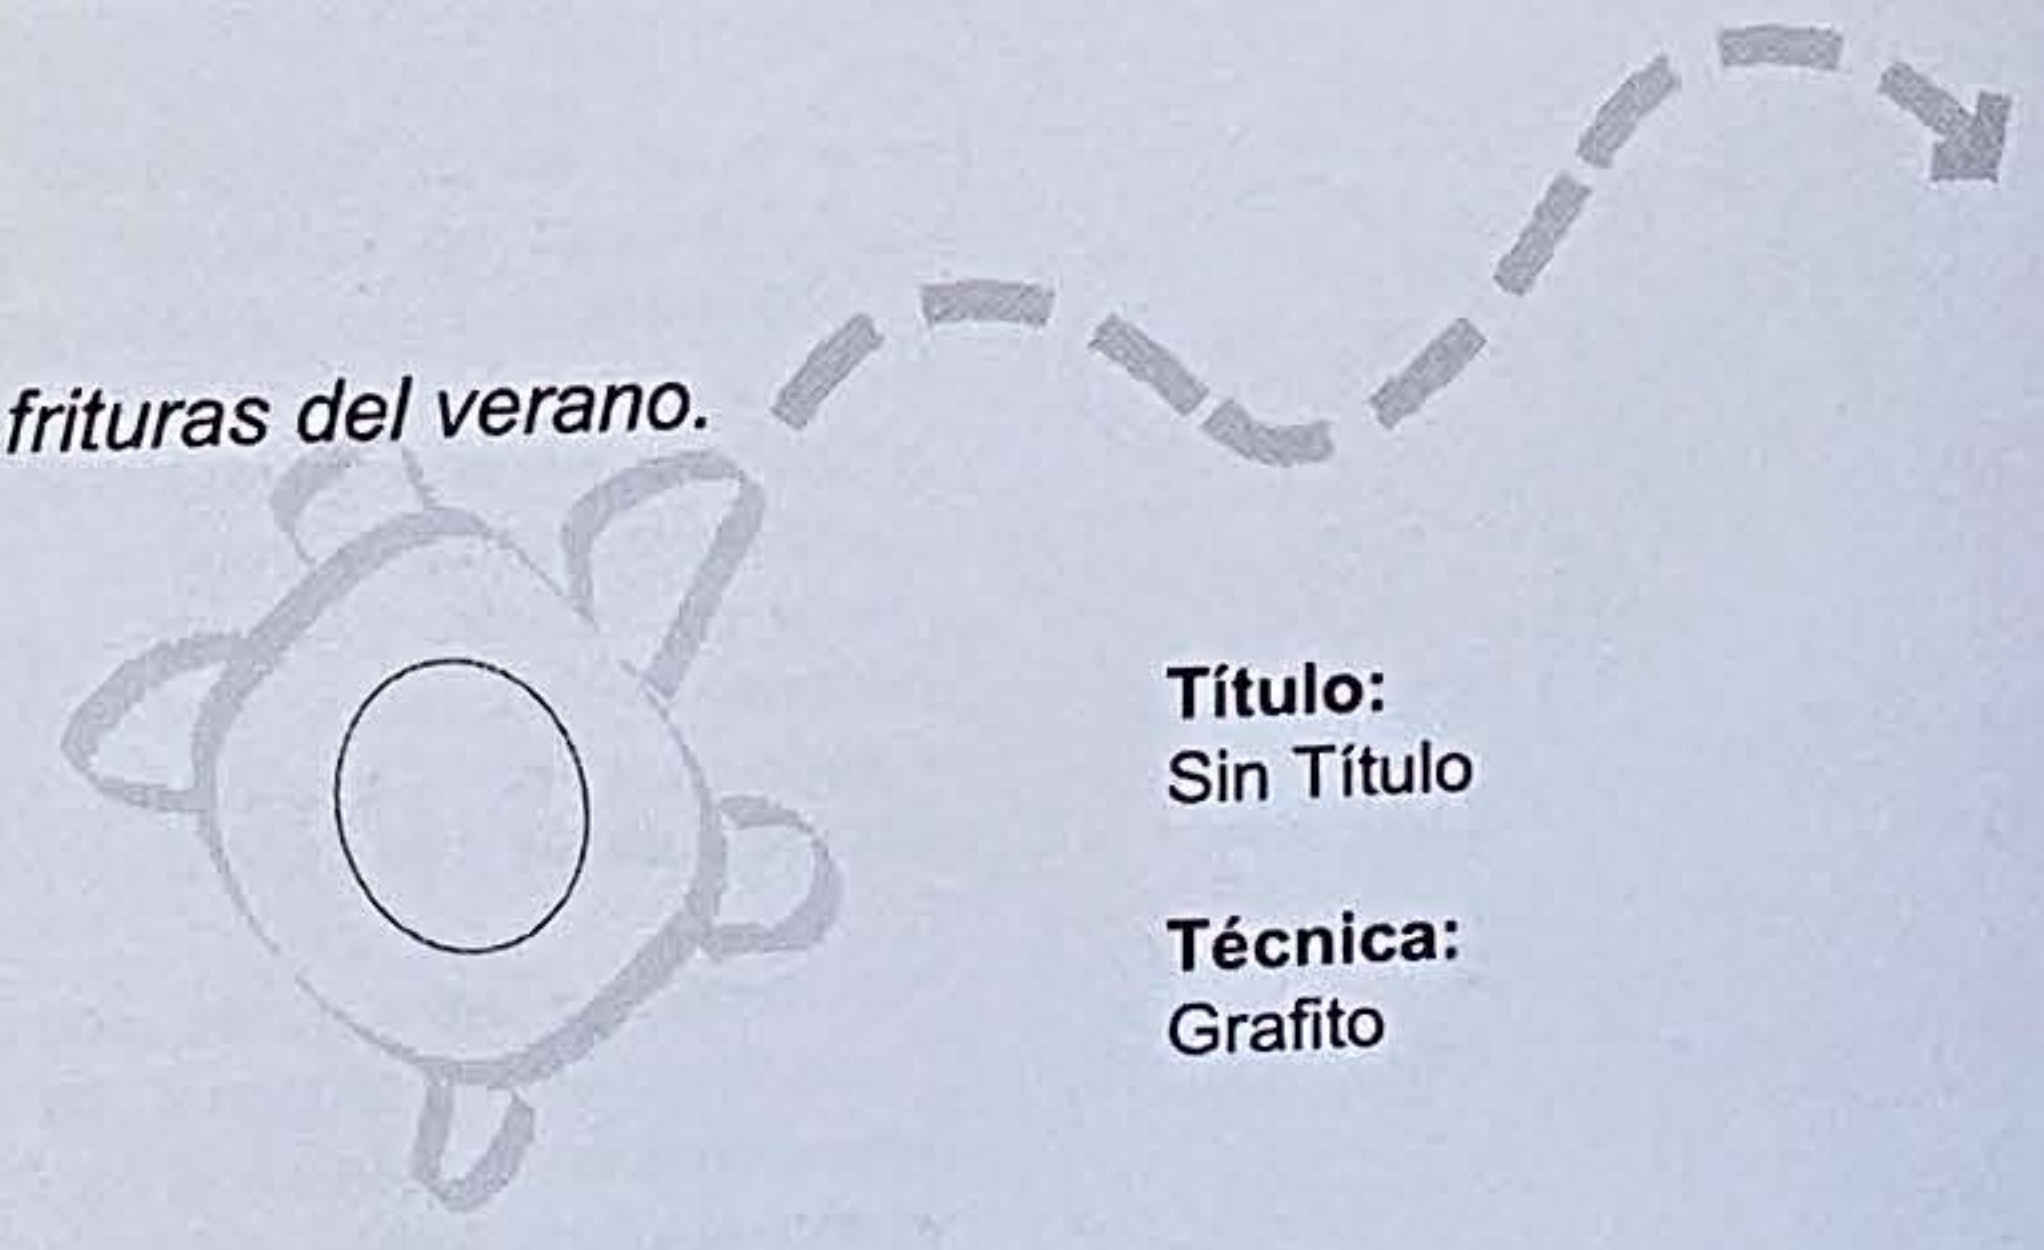 frituras del verano.
Título:
Sin Título
Técnica:
Grafito